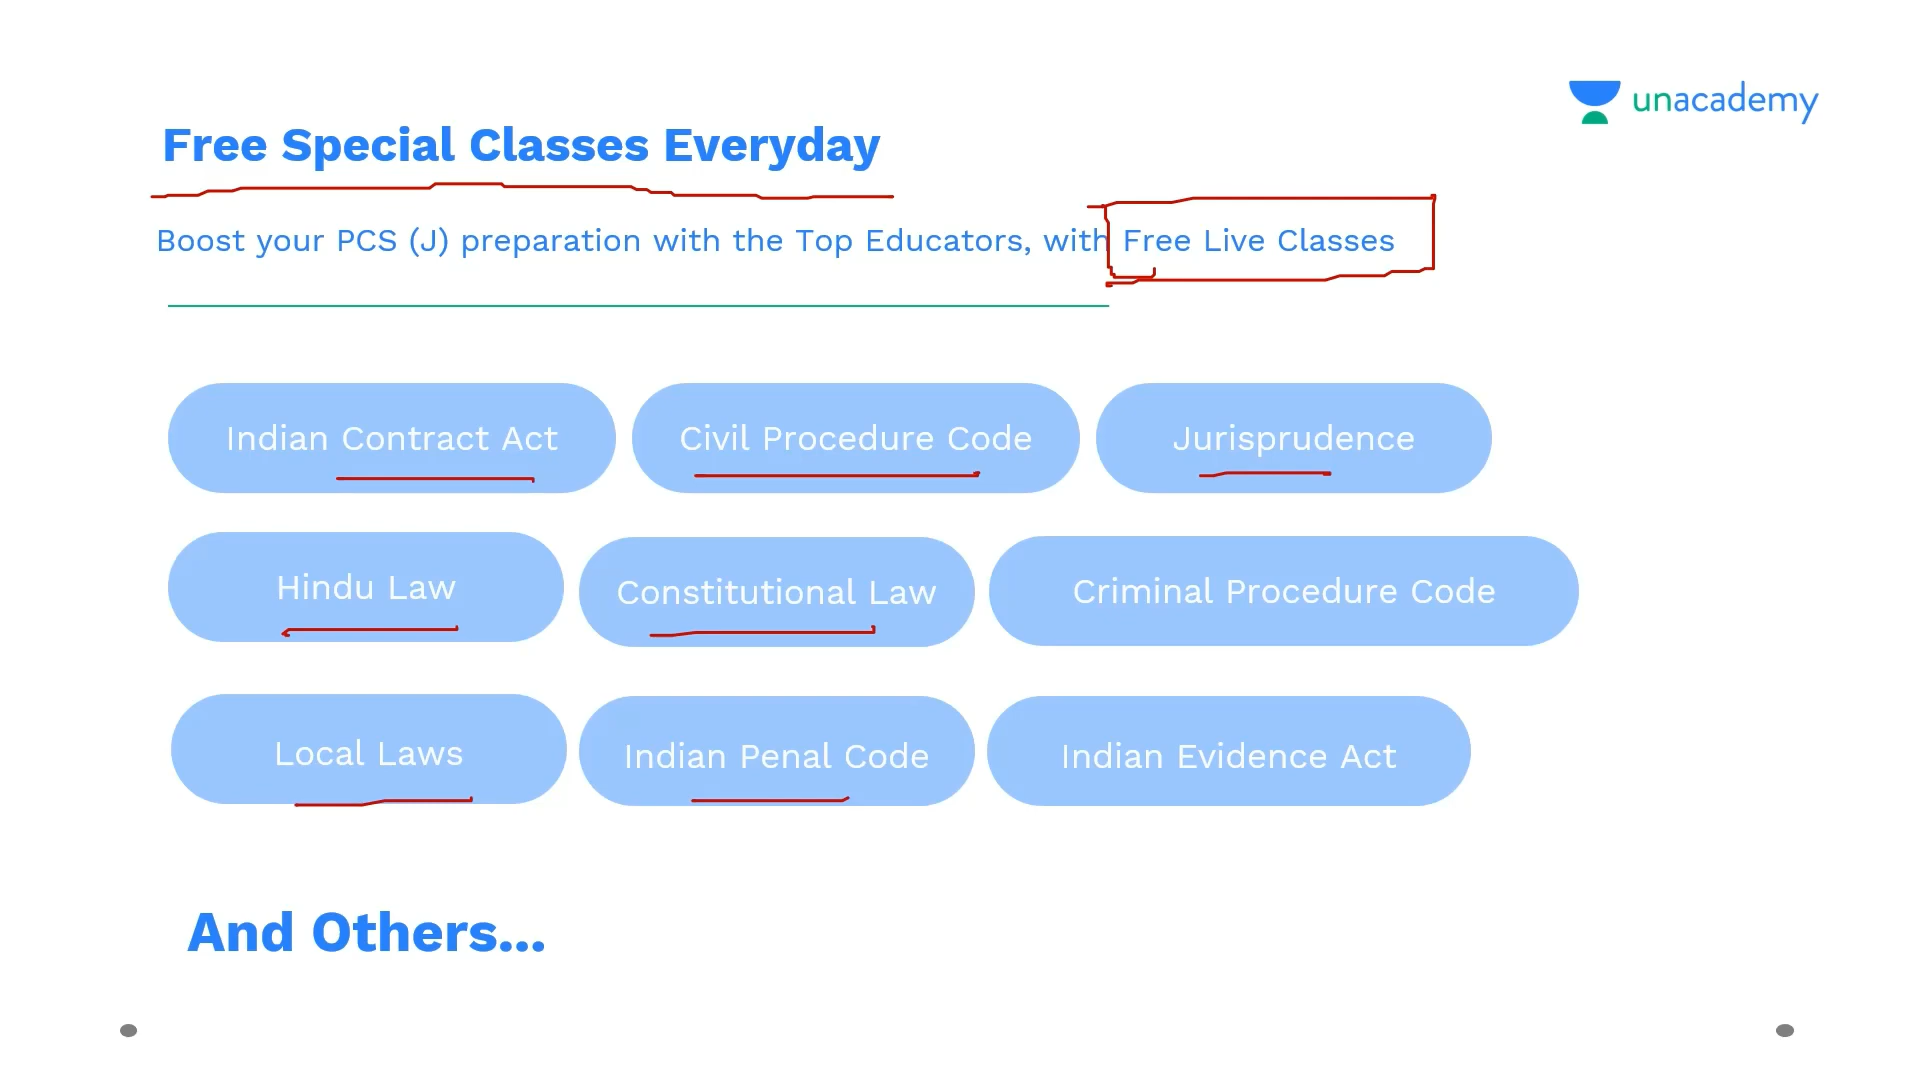 unacademy
Free Special Classes Everyday
Boost your PCS (J) preparation with the Top Educators, with Free Live Classes
Indian Contract Act
Civil Procedure Code
Jurisprudence
Hindu Law
Constitutional Law
Criminal Procedure Code
Local Laws
Indian Penal Code
Indian Evidence Act
And Others...